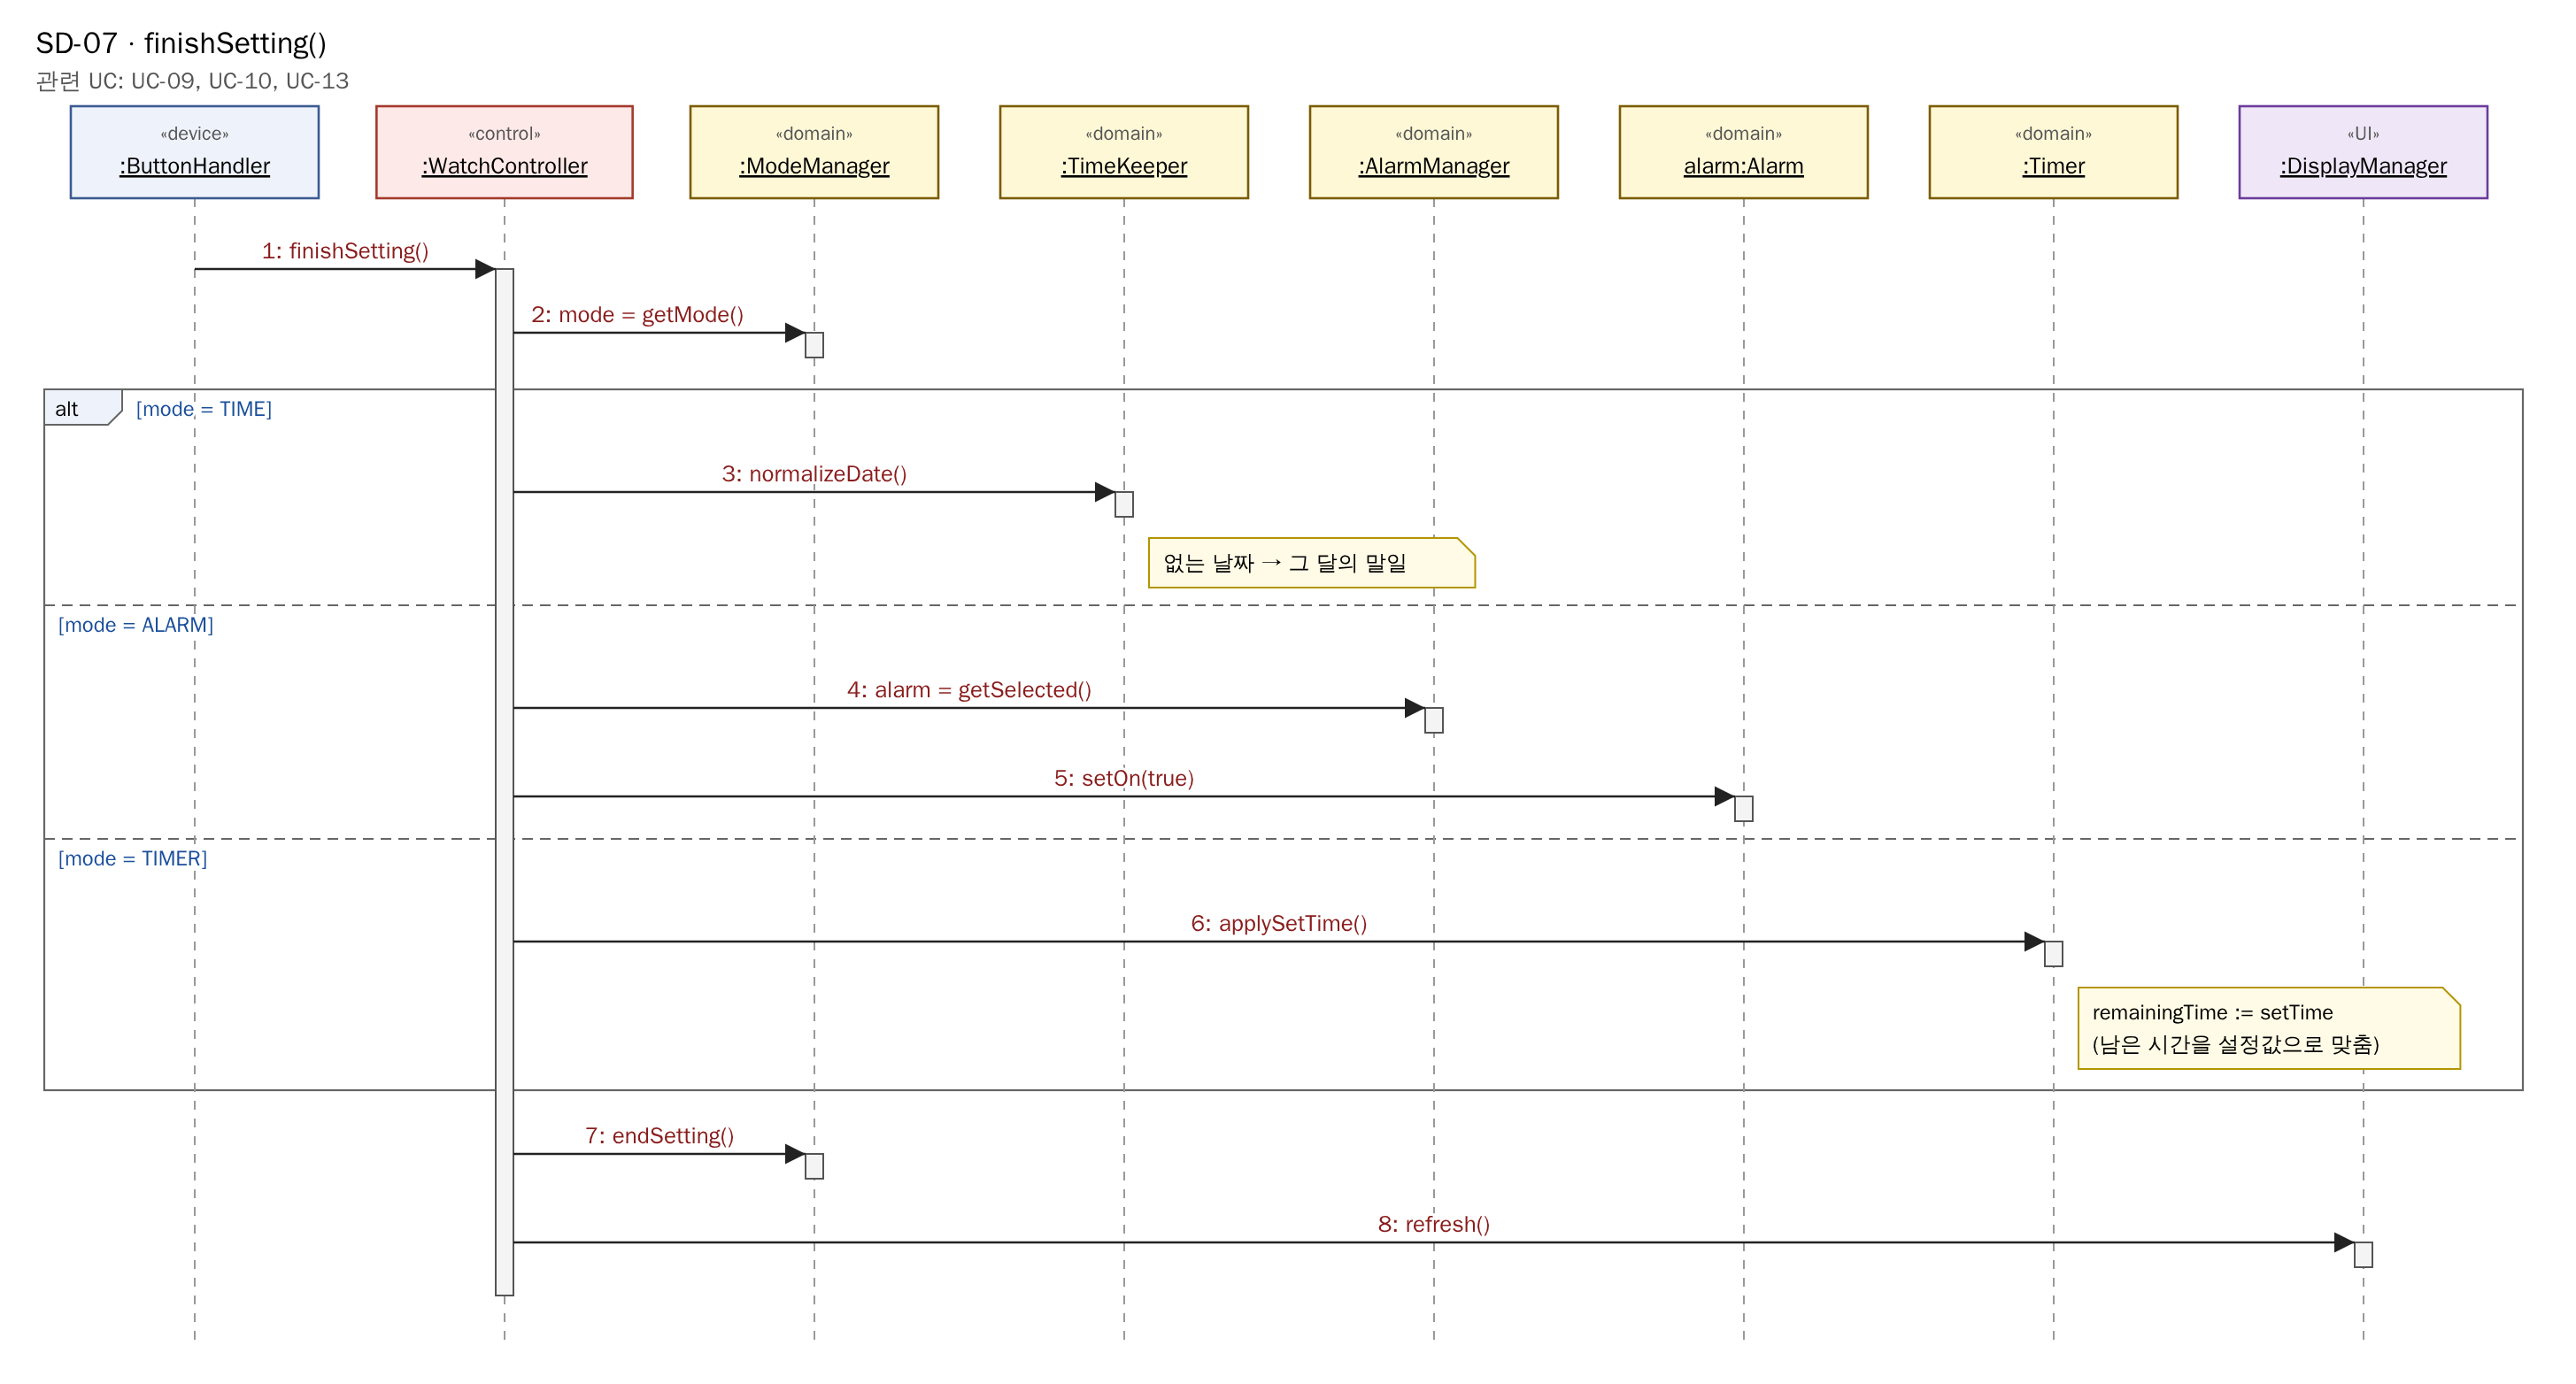 SD-07 · finishSetting()
관련 UC: UC-09, UC-10, UC-13
«device»
:ButtonHandler
«control»
:WatchController
«domain»
:ModeManager
«domain»
:TimeKeeper
«domain»
:AlarmManager
«domain»
alarm:Alarm
«domain»
:Timer
«UI»
:DisplayManager
1: finishSetting()
2: mode = getMode()
alt
[mode = TIME]
3: normalizeDate()
없는 날짜 → 그 달의 말일
[mode = ALARM]
4: alarm = getSelected()
5: setOn(true)
[mode = TIMER]
6: applySetTime()
remainingTime := setTime
(남은 시간을 설정값으로 맞춤)
7: endSetting()
8: refresh()